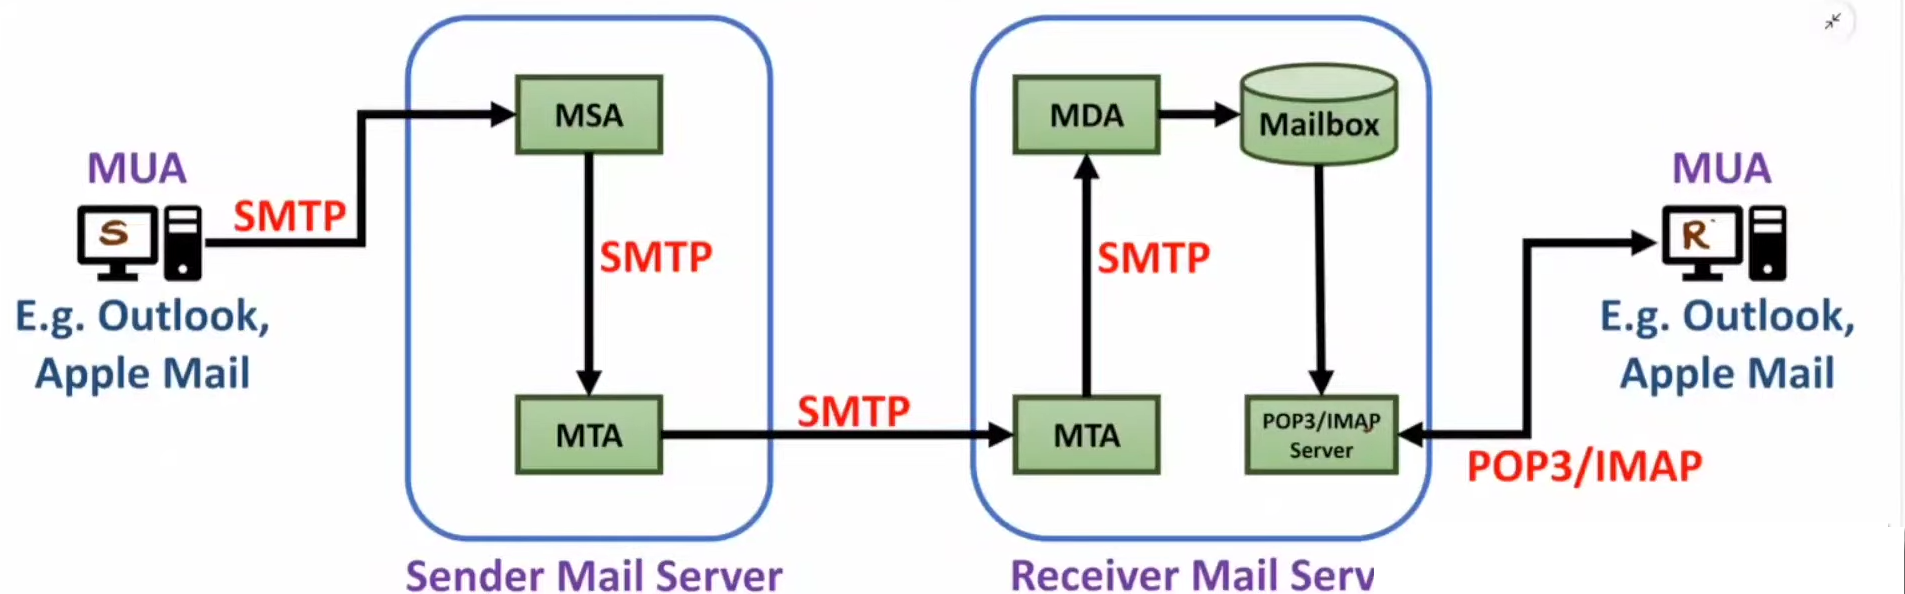 MUA
S
E.g. Outlook,
Apple Mail
SMTP
MSA
SMTP
MTA
Sender Mail Server
SMTP
MDA
Mailbox
SMTP
MTA
POP3/IMAP
Server
Receiver Mail Serv
POP3/IMAP
MUA
R
E.g. Outlook,
Apple Mail